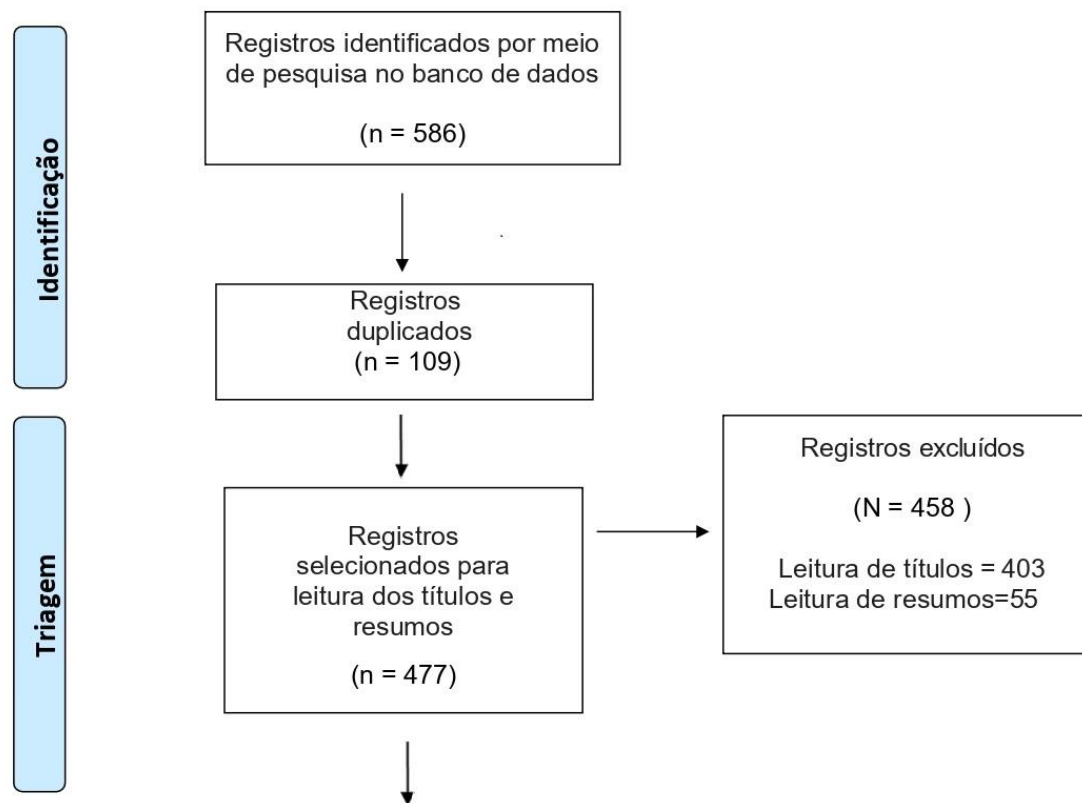 Identificação
Registros identificados por meio
de pesquisa no banco de dados
(n = 586)
Registros
duplicados
(n = 109)
Triagem
Registros
selecionados para
leitura dos títulos e
resumos
(n = 477)
Registros excluídos
(N = 458 )
Leitura de títulos = 403
Leitura de resumos=55